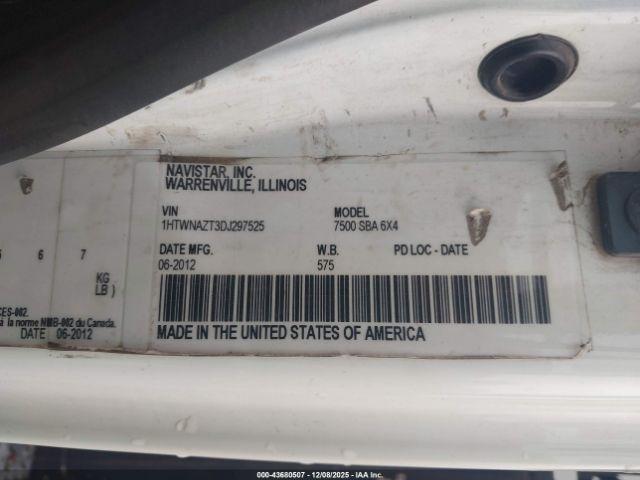 NAVISTAR, INC.
WARRENVILLE, ILLINOIS
VIN MODEL
1HTWNAZT3DJ297525 7500 SBA 6X4
DATE MFG. W.B. PD LOC - DATE
06-2012 575
MADE IN THE UNITED STATES OF AMERICA
6 7
KG
LB )
CES-002.
a la norme NMB-002 du Canada.
DATE 06-2012
000-43680507 - 12/08/2025 - IAA Inc.